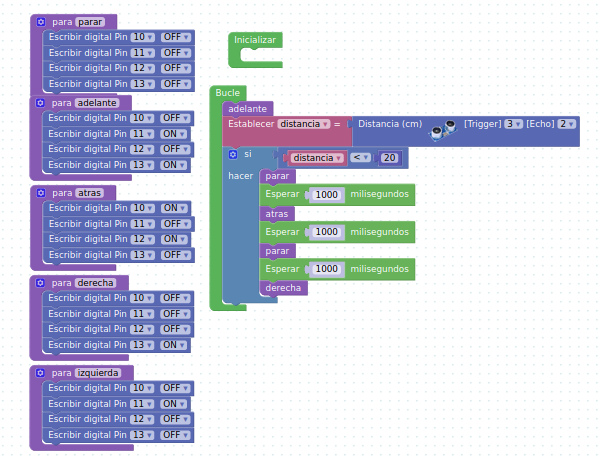 para parar
Escribir digital Pin 10 OFF
Escribir digital Pin 11 OFF
Escribir digital Pin 12 OFF
Escribir digital Pin 13 OFF
para adelante
Escribir digital Pin 10 OFF
Escribir digital Pin 11 ON
Escribir digital Pin 12 OFF
Escribir digital Pin 13 ON
para atras
Escribir digital Pin 10 ON
Escribir digital Pin 11 OFF
Escribir digital Pin 12 ON
Escribir digital Pin 13 OFF
para derecha
Escribir digital Pin 10 OFF
Escribir digital Pin 11 OFF
Escribir digital Pin 12 OFF
Escribir digital Pin 13 ON
para izquierda
Escribir digital Pin 10 OFF
Escribir digital Pin 11 ON
Escribir digital Pin 12 OFF
Escribir digital Pin 13 OFF
Inicializar
Bucle
adelante
Establecer distancia = Distancia (cm) [Trigger] 3 [Echo] 2
si distancia < 20
hacer parar
Esperar 1000 milisegundos
atras
Esperar 1000 milisegundos
parar
Esperar 1000 milisegundos
derecha